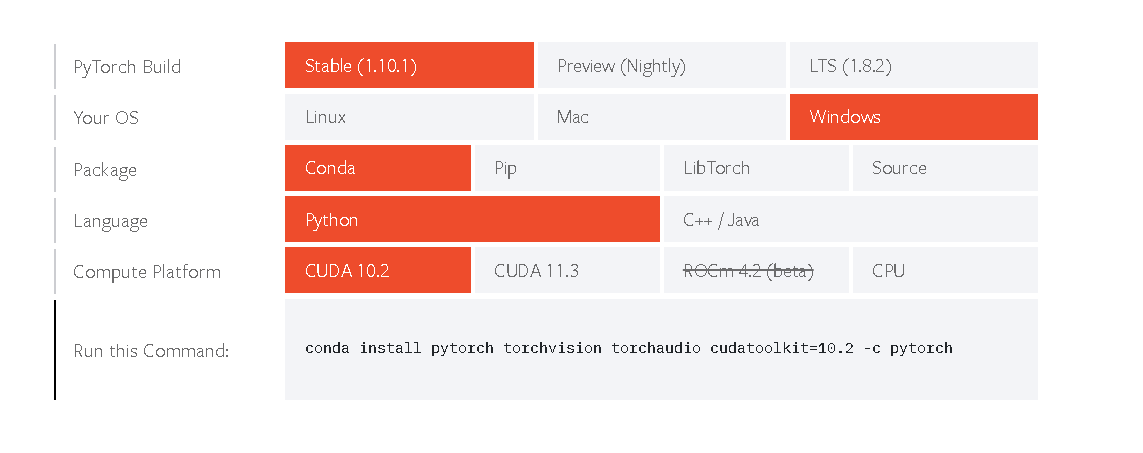 PyTorch Build Stable (1.10.1) Preview (Nightly) LTS (1.8.2)
Your OS Linux Mac Windows
Package Conda Pip LibTorch Source
Language Python C++ / Java
Compute Platform CUDA 10.2 CUDA 11.3 ROCm 4.2 (beta) CPU
Run this Command: conda install pytorch torchvision torchaudio cudatoolkit=10.2 -c pytorch